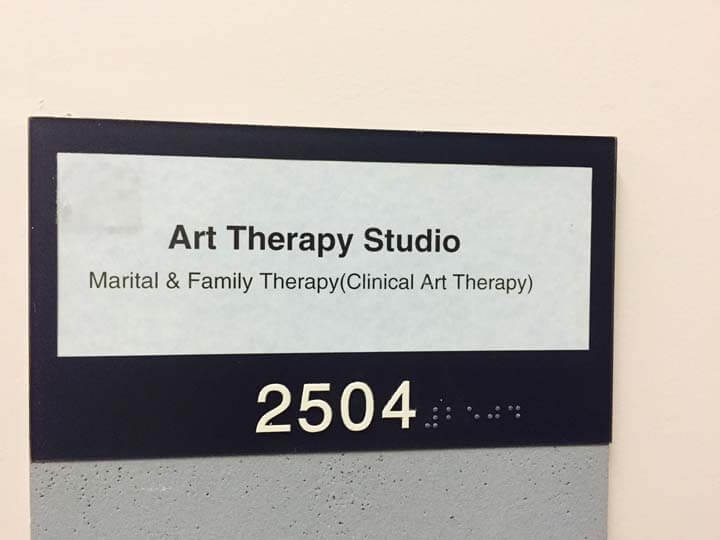 Art Therapy Studio
Marital & Family Therapy(Clinical Art Therapy)
2504